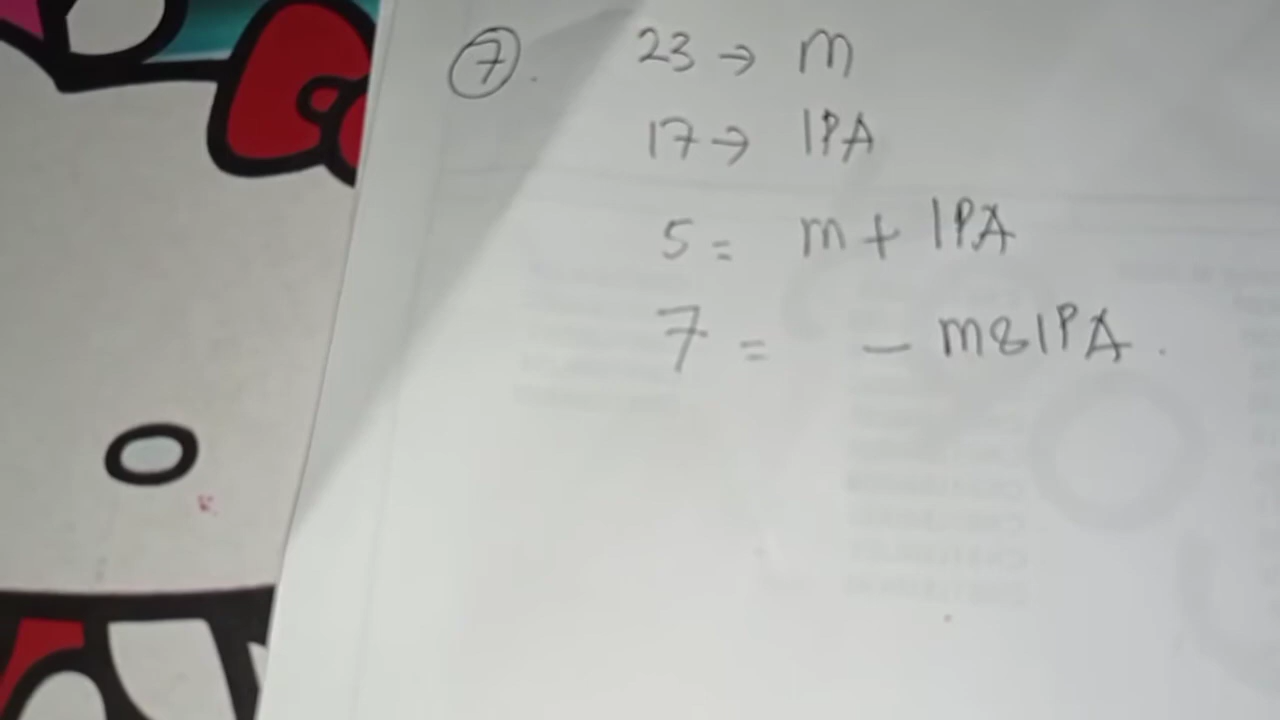 7. 23 → m
17 → IPA
5 = m + IPA
7 = - m & IPA.